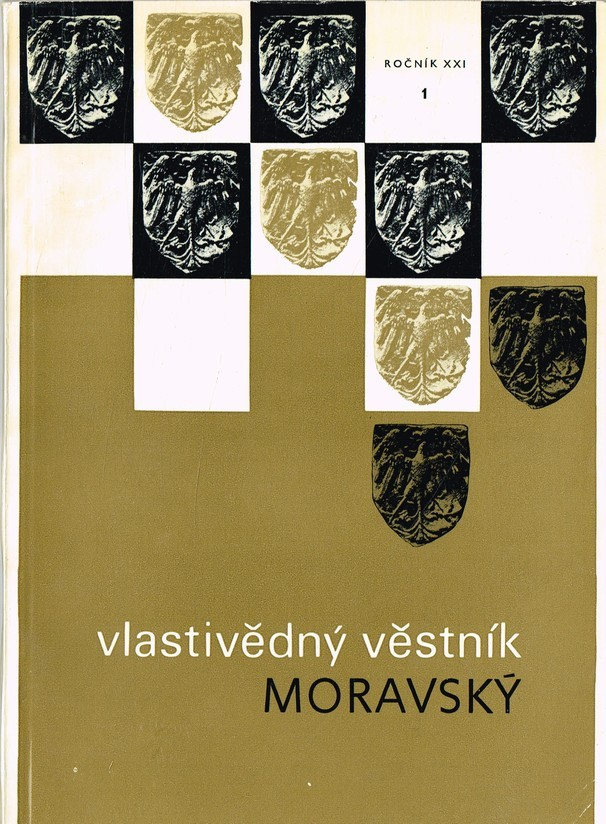 ROČNÍK XXI
1
vlastivědný věstník
MORAVSKÝ